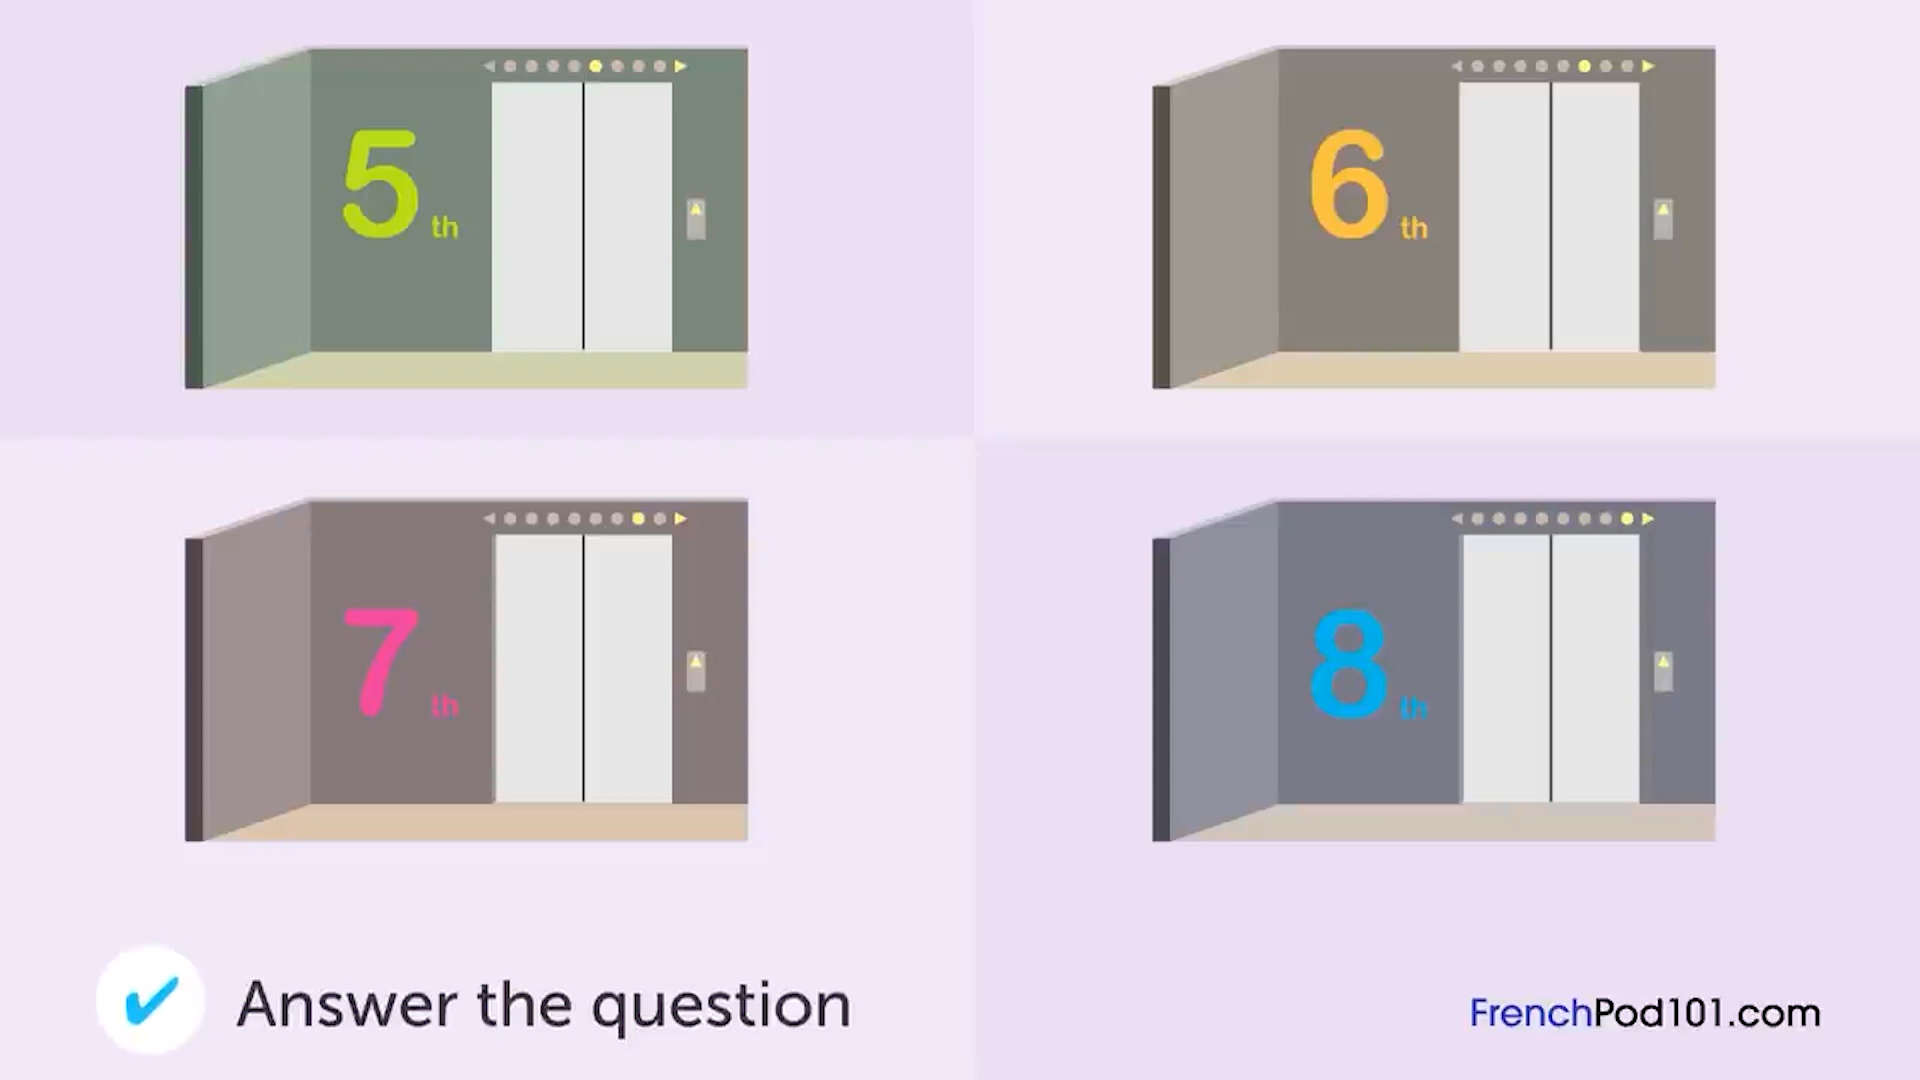 5th
6th
7th
8th
Answer the question
FrenchPod101.com